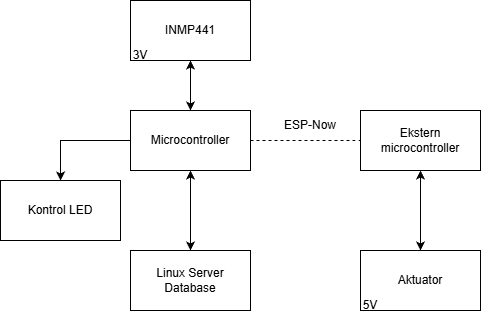 INMP441
3V
ESP-Now
Microcontroller
Ekstern
microcontroller
Kontrol LED
Linux Server
Database
Aktuator
5V